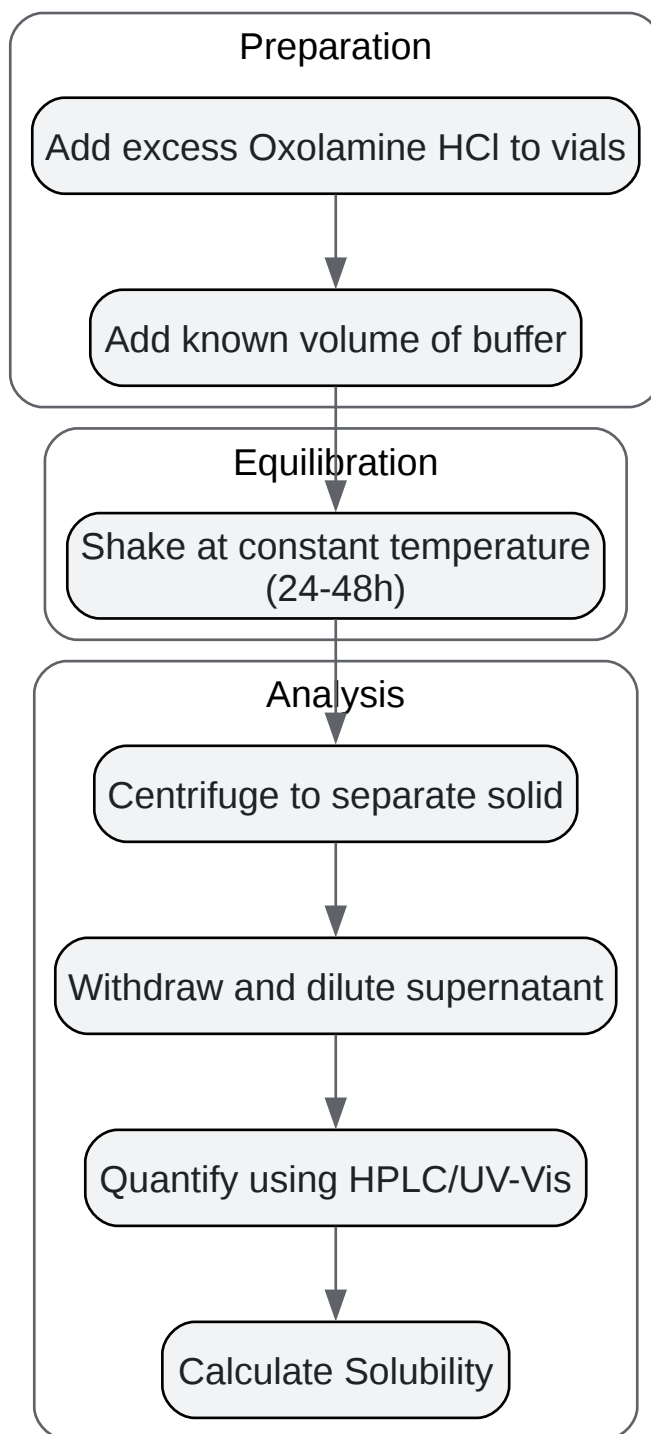 Preparation
Add excess Oxolamine HCl to vials
Add known volume of buffer
Equilibration
Shake at constant temperature
(24-48h)
Analysis
Centrifuge to separate solid
Withdraw and dilute supernatant
Quantify using HPLC/UV-Vis
Calculate Solubility